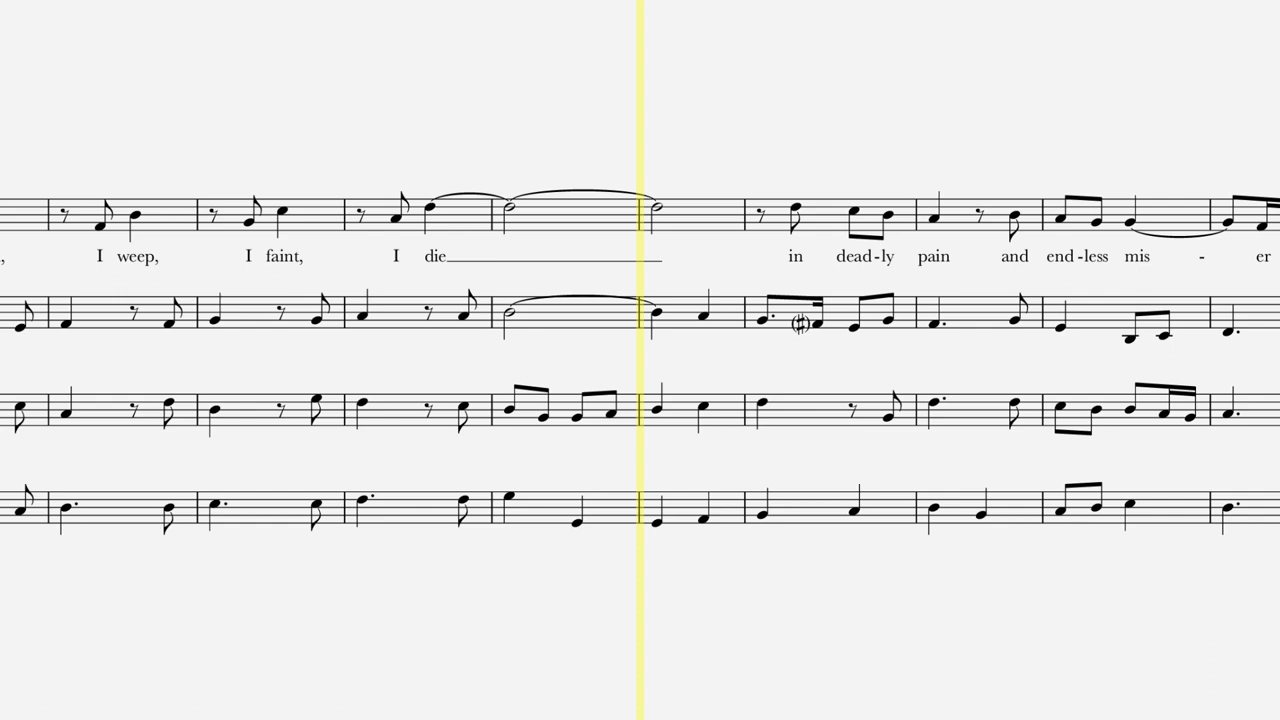 , I weep, I faint, I die in dead-ly pain and end-less mis - er